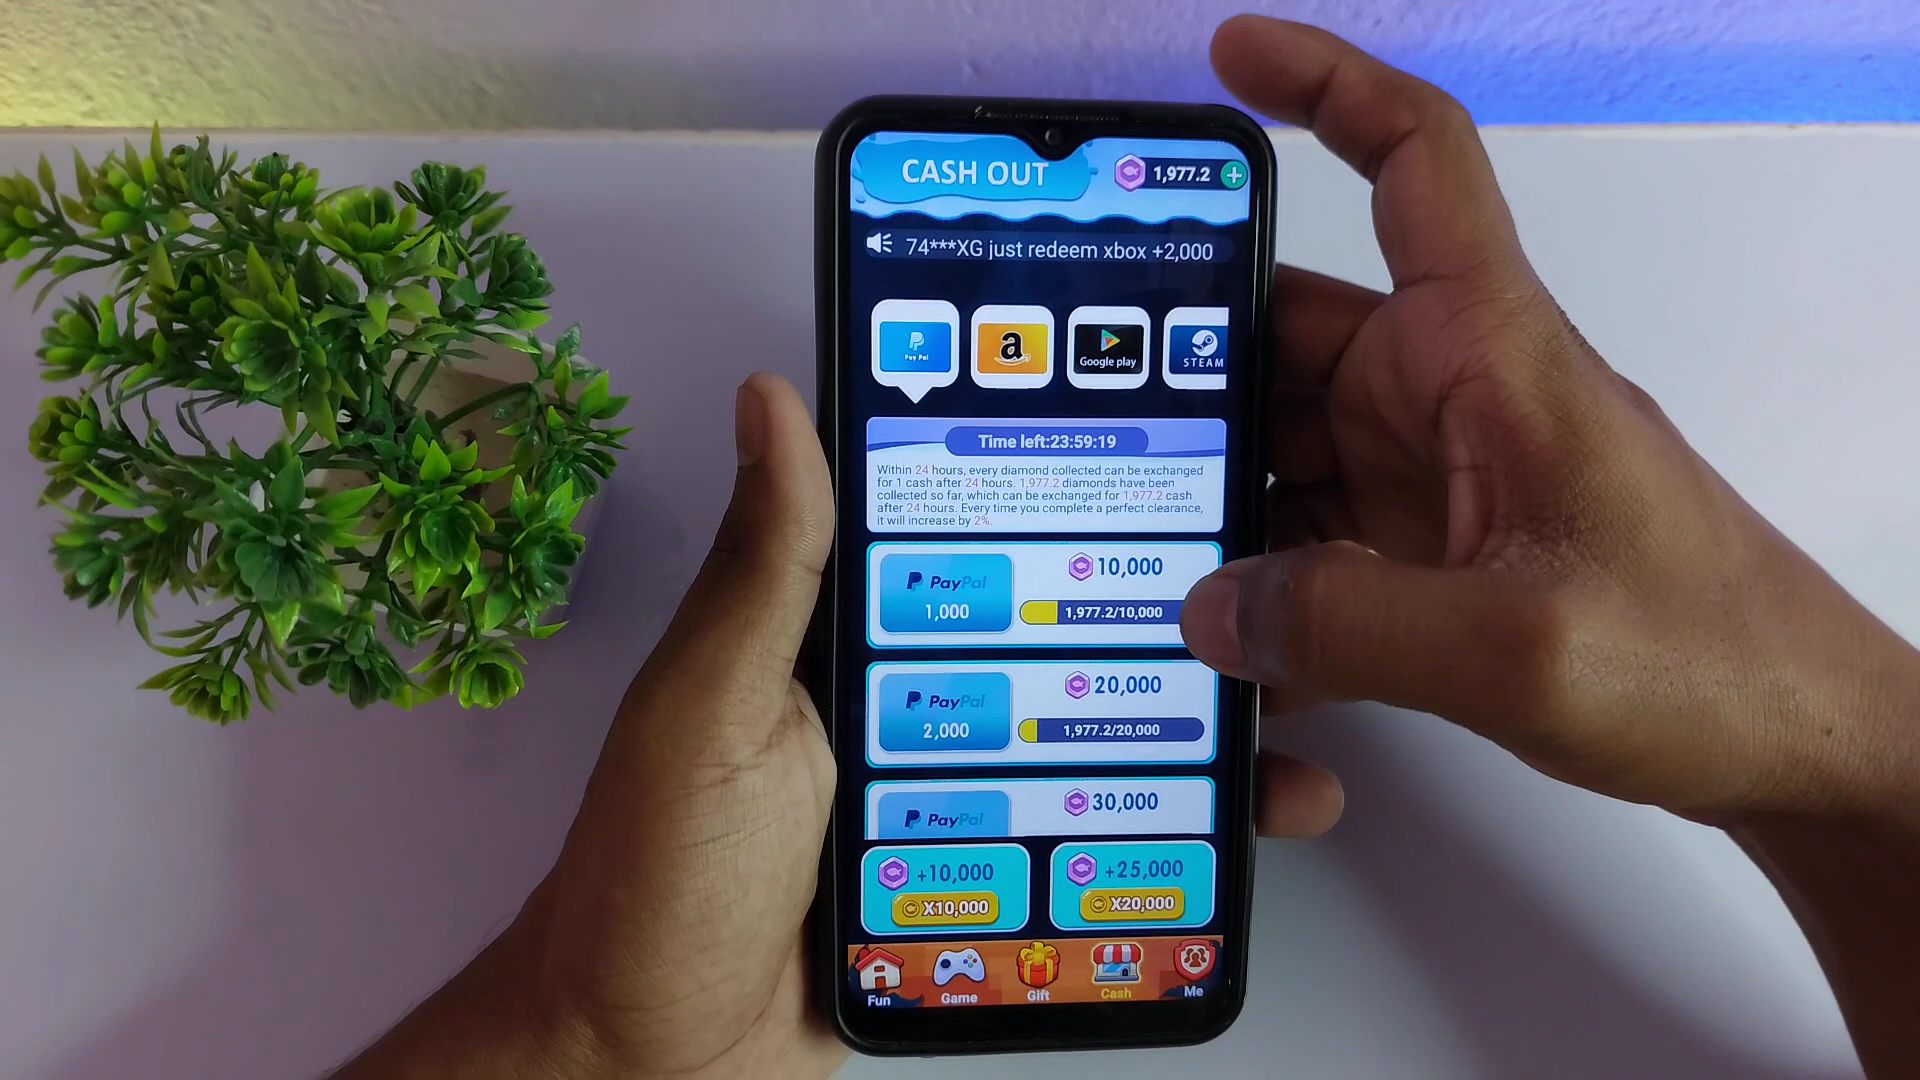 CASH OUT
1,977.2
74***XG just redeem xbox +2,000
Pay Pal
a
Google play
STEAM
Time left:23:59:19
Within 24 hours, every diamond collected can be exchanged
for 1 cash after 24 hours. 1,977.2 diamonds have been
collected so far, which can be exchanged for 1,977.2 cash
after 24 hours. Every time you complete a perfect clearance,
it will increase by 2%.
PayPal
1,000
10,000
1,977.2/10,000
PayPal
2,000
20,000
1,977.2/20,000
PayPal
30,000
+10,000
X10,000
+25,000
X20,000
Fun
Game
Gift
Cash
Me